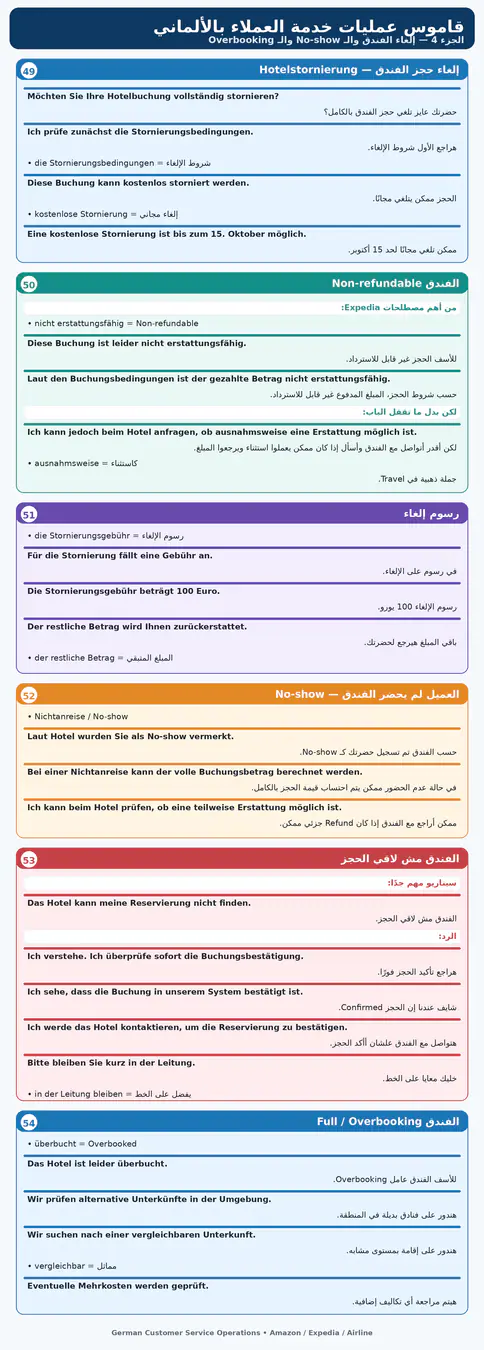 قاموس عمليات خدمة العملاء بالألماني
الجزء 4 — إلغاء الفندق والـ No-show والـ Overbooking
49
إلغاء حجز الفندق — Hotelstornierung
Möchten Sie Ihre Hotelbuchung vollständig stornieren?
حضرتك عايز تلغي حجز الفندق بالكامل؟
Ich prüfe zunächst die Stornierungsbedingungen.
هراجع الأول شروط الإلغاء.
• die Stornierungsbedingungen = شروط الإلغاء
Diese Buchung kann kostenlos storniert werden.
الحجز ممكن يتلغي مجانًا.
• kostenlose Stornierung = إلغاء مجاني
Eine kostenlose Stornierung ist bis zum 15. Oktober möglich.
ممكن تلغي مجانًا لحد 15 أكتوبر.
50
الفندق Non-refundable
من أهم مصطلحات Expedia:
• nicht erstattungsfähig = Non-refundable
Diese Buchung ist leider nicht erstattungsfähig.
للأسف الحجز غير قابل للاسترداد.
Laut den Buchungsbedingungen ist der gezahlte Betrag nicht erstattungsfähig.
حسب شروط الحجز، المبلغ المدفوع غير قابل للاسترداد.
لكن بدل ما تقفل الباب:
Ich kann jedoch beim Hotel anfragen, ob ausnahmsweise eine Erstattung möglich ist.
لكن أقدر أتواصل مع الفندق وأسأل إذا كان ممكن يعملوا استثناء ويرجعوا المبلغ.
• ausnahmsweise = كاستثناء
جملة ذهبية في Travel.
51
رسوم إلغاء
• die Stornierungsgebühr = رسوم الإلغاء
Für die Stornierung fällt eine Gebühr an.
في رسوم على الإلغاء.
Die Stornierungsgebühr beträgt 100 Euro.
رسوم الإلغاء 100 يورو.
Der restliche Betrag wird Ihnen zurückerstattet.
باقي المبلغ هيرجع لحضرتك.
• der restliche Betrag = المبلغ المتبقي
52
العميل لم يحضر الفندق — No-show
• Nichtanreise / No-show
Laut Hotel wurden Sie als No-show vermerkt.
حسب الفندق تم تسجيل حضرتك كـ No-show.
Bei einer Nichtanreise kann der volle Buchungsbetrag berechnet werden.
في حالة عدم الحضور ممكن يتم احتساب قيمة الحجز بالكامل.
Ich kann beim Hotel prüfen, ob eine teilweise Erstattung möglich ist.
ممكن أراجع مع الفندق إذا كان Refund جزئي ممكن.
53
الفندق مش لاقي الحجز
سيناريو مهم جدًا:
Das Hotel kann meine Reservierung nicht finden.
الفندق مش لاقي الحجز.
الرد:
Ich verstehe. Ich überprüfe sofort die Buchungsbestätigung.
هراجع تأكيد الحجز فورًا.
Ich sehe, dass die Buchung in unserem System bestätigt ist.
شايف عندنا إن الحجز Confirmed.
Ich werde das Hotel kontaktieren, um die Reservierung zu bestätigen.
هتواصل مع الفندق علشان أأكد الحجز.
Bitte bleiben Sie kurz in der Leitung.
خليك معايا على الخط.
• in der Leitung bleiben = يفضل على الخط
54
الفندق Full / Overbooking
• überbucht = Overbooked
Das Hotel ist leider überbucht.
للأسف الفندق عامل Overbooking.
Wir prüfen alternative Unterkünfte in der Umgebung.
هندور على فنادق بديلة في المنطقة.
Wir suchen nach einer vergleichbaren Unterkunft.
هندور على إقامة بمستوى مشابه.
• vergleichbar = مماثل
Eventuelle Mehrkosten werden geprüft.
هيتم مراجعة أي تكاليف إضافية.
German Customer Service Operations • Amazon / Expedia / Airline